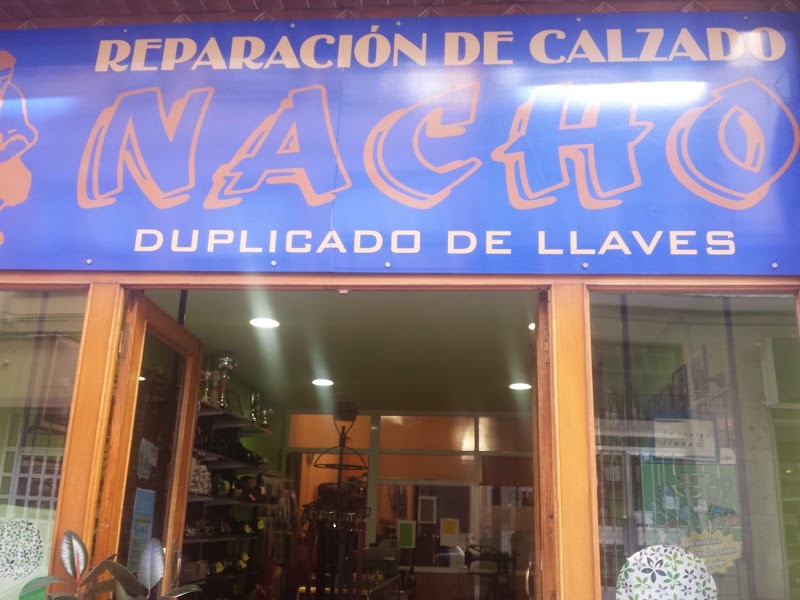 REPARACIÓN DE CALZADO
NACHO
DUPLICADO DE LLAVES